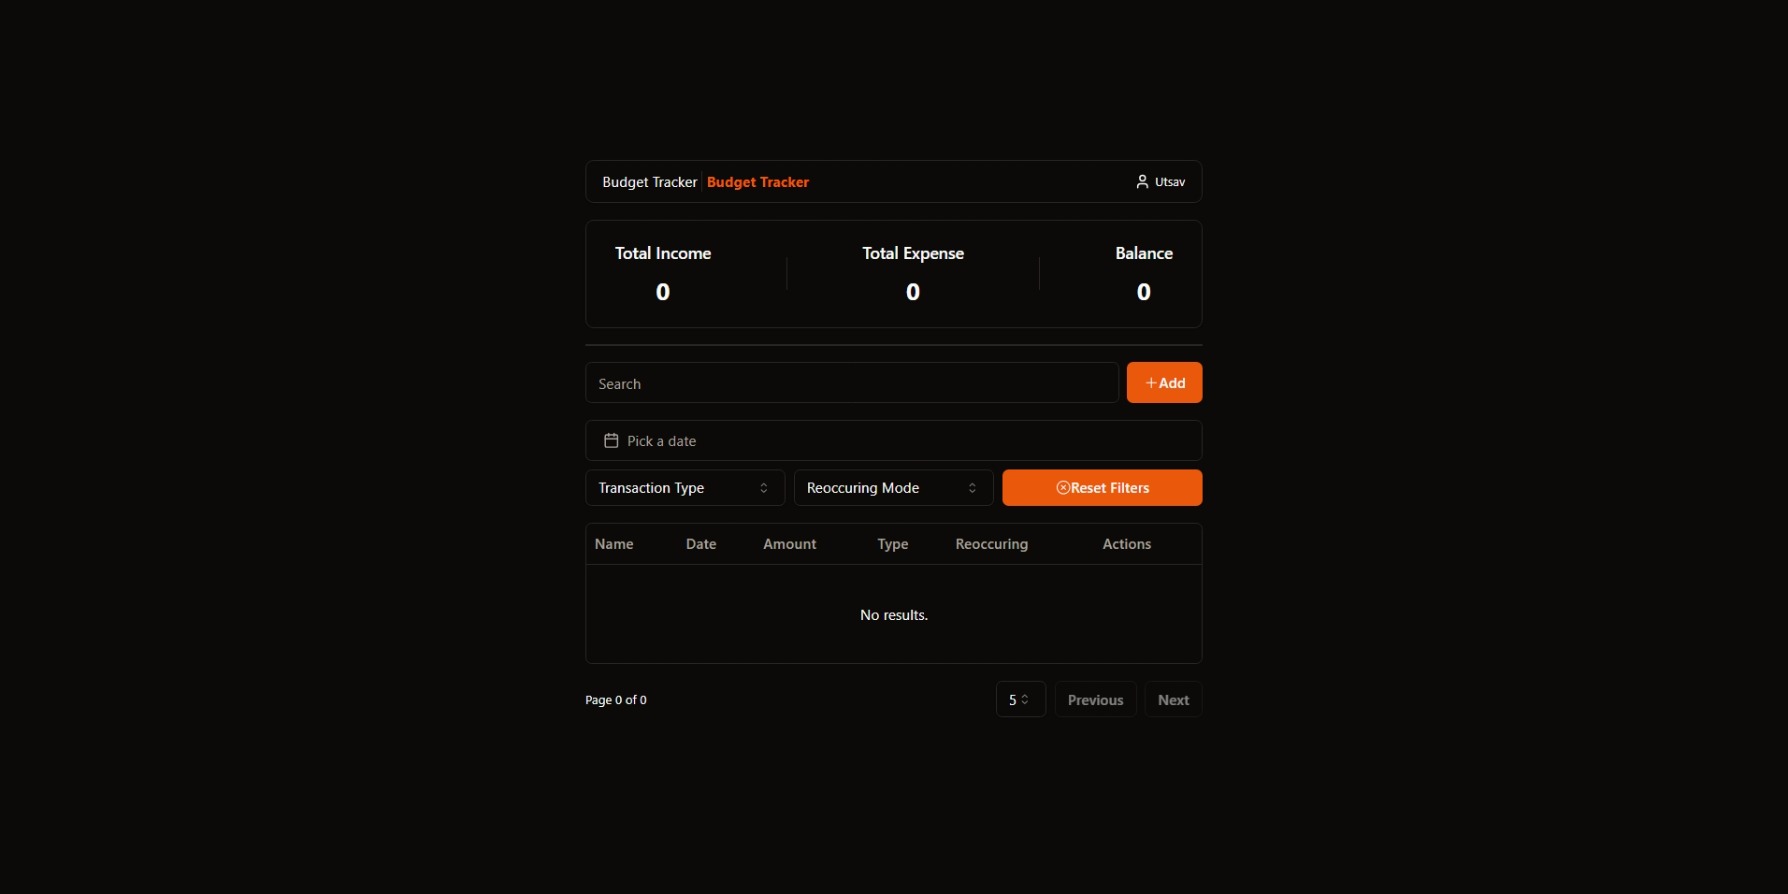 Budget Tracker Budget Tracker Utsav
Total Income Total Expense Balance
0 0 0
Search +Add
Pick a date
Transaction Type Reoccuring Mode Reset Filters
Name Date Amount Type Reoccuring Actions
No results.
Page 0 of 0 5 Previous Next